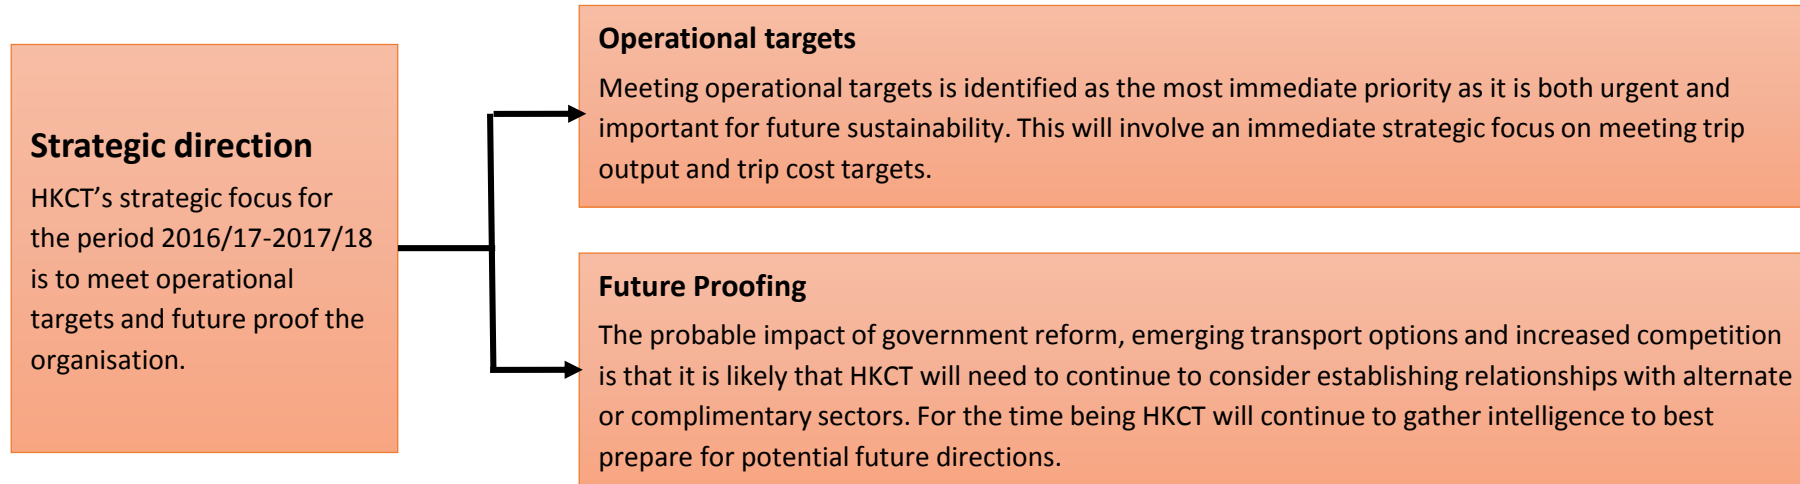 Strategic direction
HKCT’s strategic focus for
the period 2016/17-2017/18
is to meet operational
targets and future proof the
organisation.
Operational targets
Meeting operational targets is identified as the most immediate priority as it is both urgent and
important for future sustainability. This will involve an immediate strategic focus on meeting trip
output and trip cost targets.
Future Proofing
The probable impact of government reform, emerging transport options and increased competition
is that it is likely that HKCT will need to continue to consider establishing relationships with alternate
or complimentary sectors. For the time being HKCT will continue to gather intelligence to best
prepare for potential future directions.